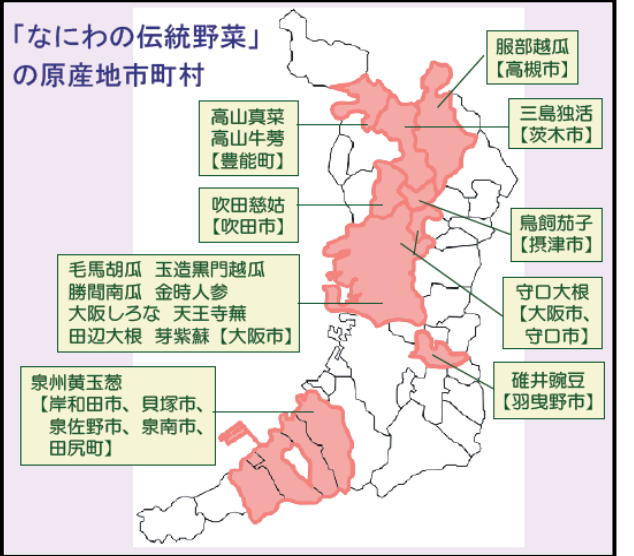 「なにわの伝統野菜」
の原産地市町村
服部越瓜
【高槻市】
高山真菜
高山牛蒡
【豊能町】
三島独活
【茨木市】
吹田慈姑
【吹田市】
鳥飼茄子
【摂津市】
毛馬胡瓜 玉造黒門越瓜
勝間南瓜 金時人参
大阪しろな 天王寺蕪
田辺大根 芽紫蘇【大阪市】
守口大根
【大阪市、
守口市】
碓井豌豆
【羽曳野市】
泉州黄玉葱
【岸和田市、貝塚市、
泉佐野市、泉南市、
田尻町】